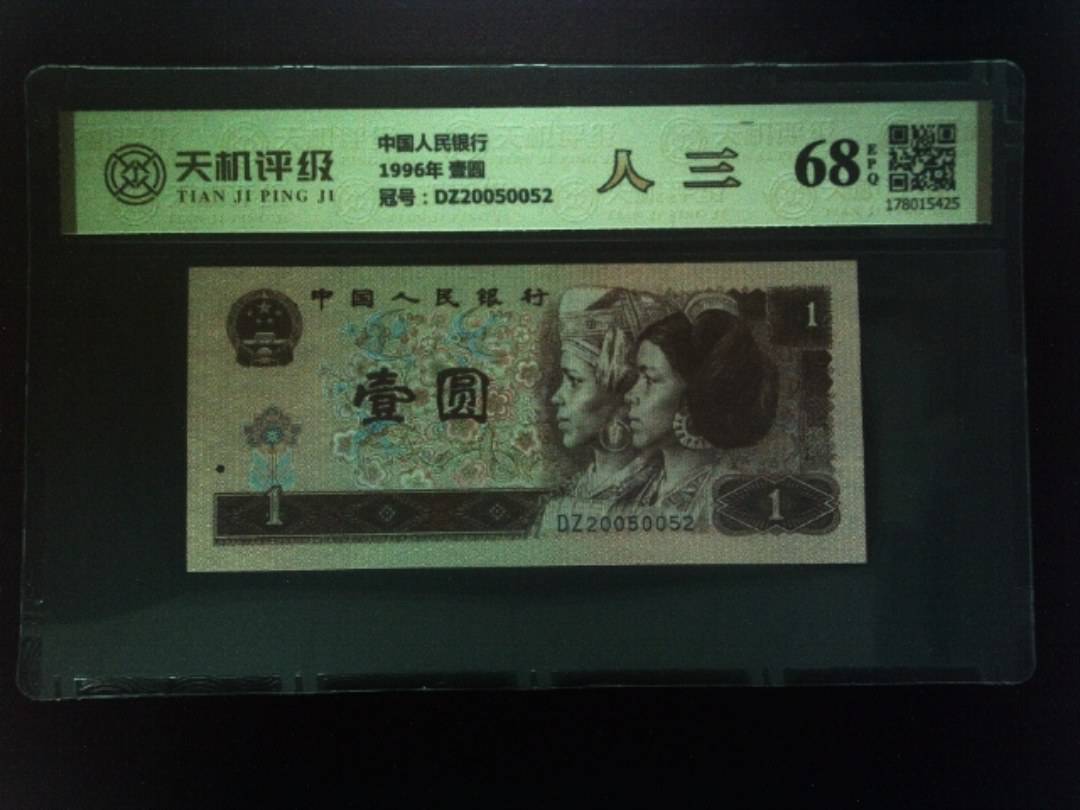 天机评级
TIAN JI PING JI
中国人民银行
1996年 壹圆
冠号：DZ20050052
人 三
68
EPQ
178015425
中国人民银行
1
壹圆
1
DZ20050052
1